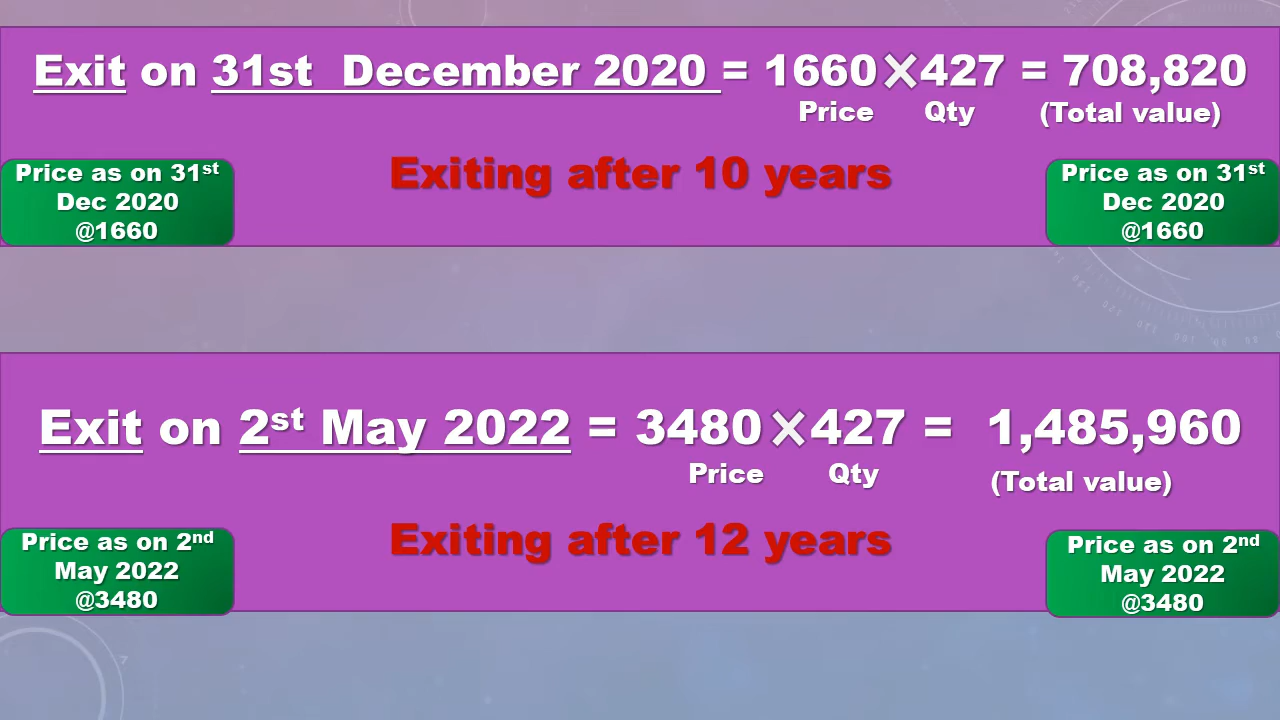 Exit on 31st December 2020 = 1660×427 = 708,820
Price Qty (Total value)
Exiting after 10 years
Price as on 31st
Dec 2020
@1660
Price as on 31st
Dec 2020
@1660
Exit on 2st May 2022 = 3480×427 = 1,485,960
Price Qty (Total value)
Exiting after 12 years
Price as on 2nd
May 2022
@3480
Price as on 2nd
May 2022
@3480